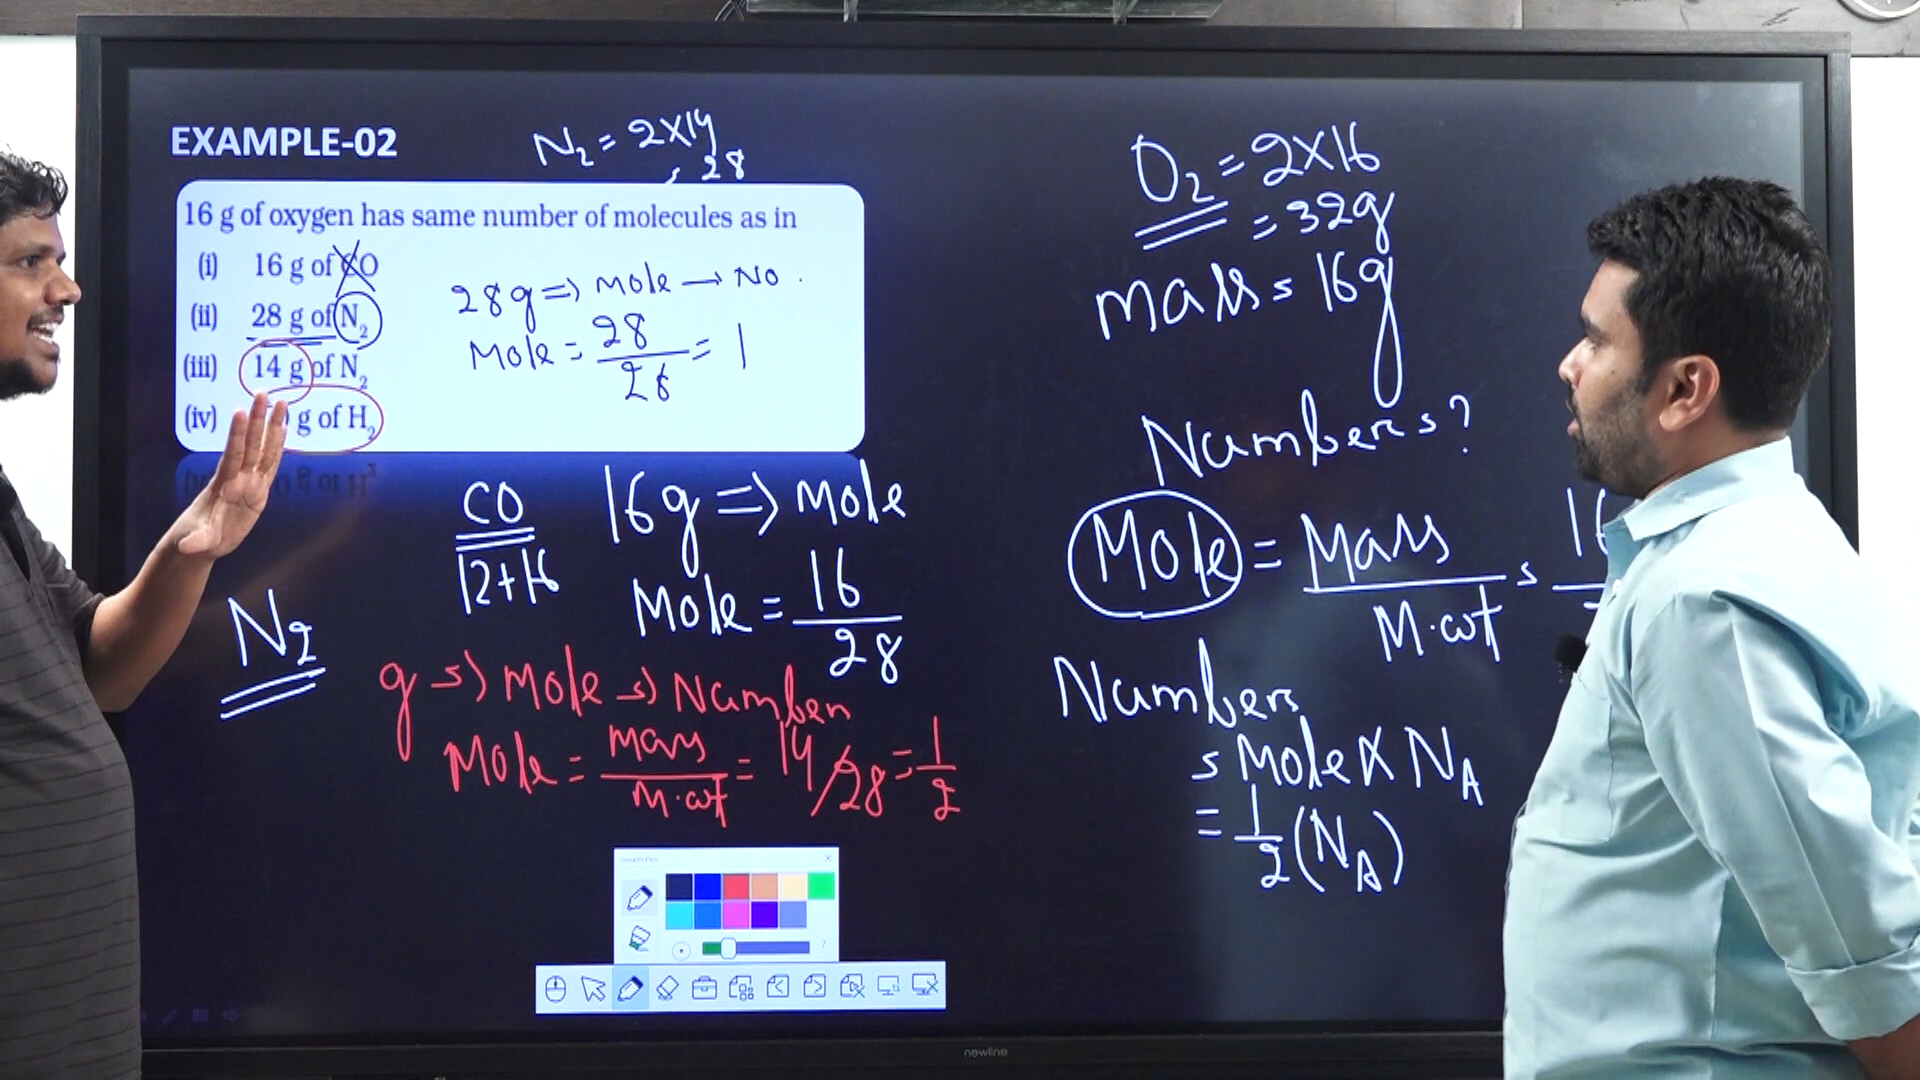 EXAMPLE-02
N₂ = 2×14
= 28
16 g of oxygen has same number of molecules as in
(i) 16 g of CO
(ii) 28 g of N₂
(iii) 14 g of N₂
(iv) g of H₂
28g => Mole → No.
Mole = 28/28 = 1
CO
12+16
16g => Mole
Mole = 16/28
N₂
g => Mole => Number
Mole = Mass/M.wt = 14/28 = 1/2
O₂ = 2×16
= 32g
Mass = 16g
Numbers?
Mole = Mass/M.wt = 16
Numbers
= Mole × N_A
= 1/2 (N_A)
newline